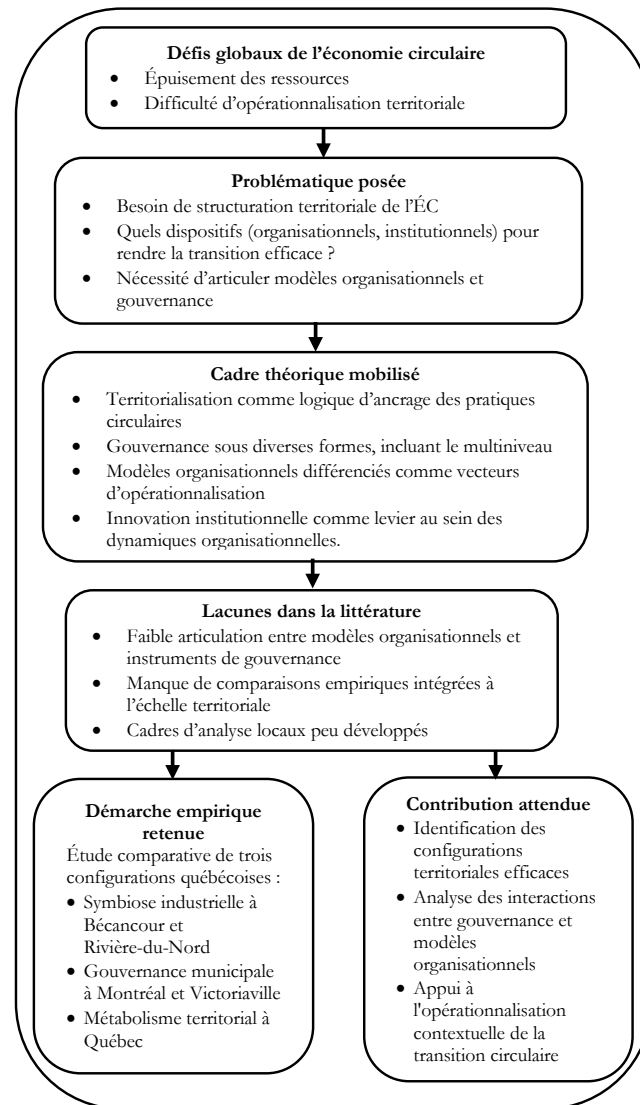 Défis globaux de l'économie circulaire
• Épuisement des ressources
• Difficulté d'opérationnalisation territoriale
Problématique posée
• Besoin de structuration territoriale de l'ÉC
• Quels dispositifs (organisationnels, institutionnels) pour
rendre la transition efficace ?
• Nécessité d'articuler modèles organisationnels et
gouvernance
Cadre théorique mobilisé
• Territorialisation comme logique d'ancrage des pratiques
circulaires
• Gouvernance sous diverses formes, incluant le multiniveau
• Modèles organisationnels différenciés comme vecteurs
d'opérationnalisation
• Innovation institutionnelle comme levier au sein des
dynamiques organisationnelles.
Lacunes dans la littérature
• Faible articulation entre modèles organisationnels et
instruments de gouvernance
• Manque de comparaisons empiriques intégrées à
l'échelle territoriale
• Cadres d'analyse locaux peu développés
Démarche empirique
retenue
Étude comparative de trois
configurations québécoises :
• Symbiose industrielle à
Bécancour et
Rivière-du-Nord
• Gouvernance municipale
à Montréal et Victoriaville
• Métabolisme territorial à
Québec
Contribution attendue
• Identification des
configurations
territoriales efficaces
• Analyse des interactions
entre gouvernance et
modèles
organisationnels
• Appui à
l'opérationnalisation
contextuelle de la
transition circulaire